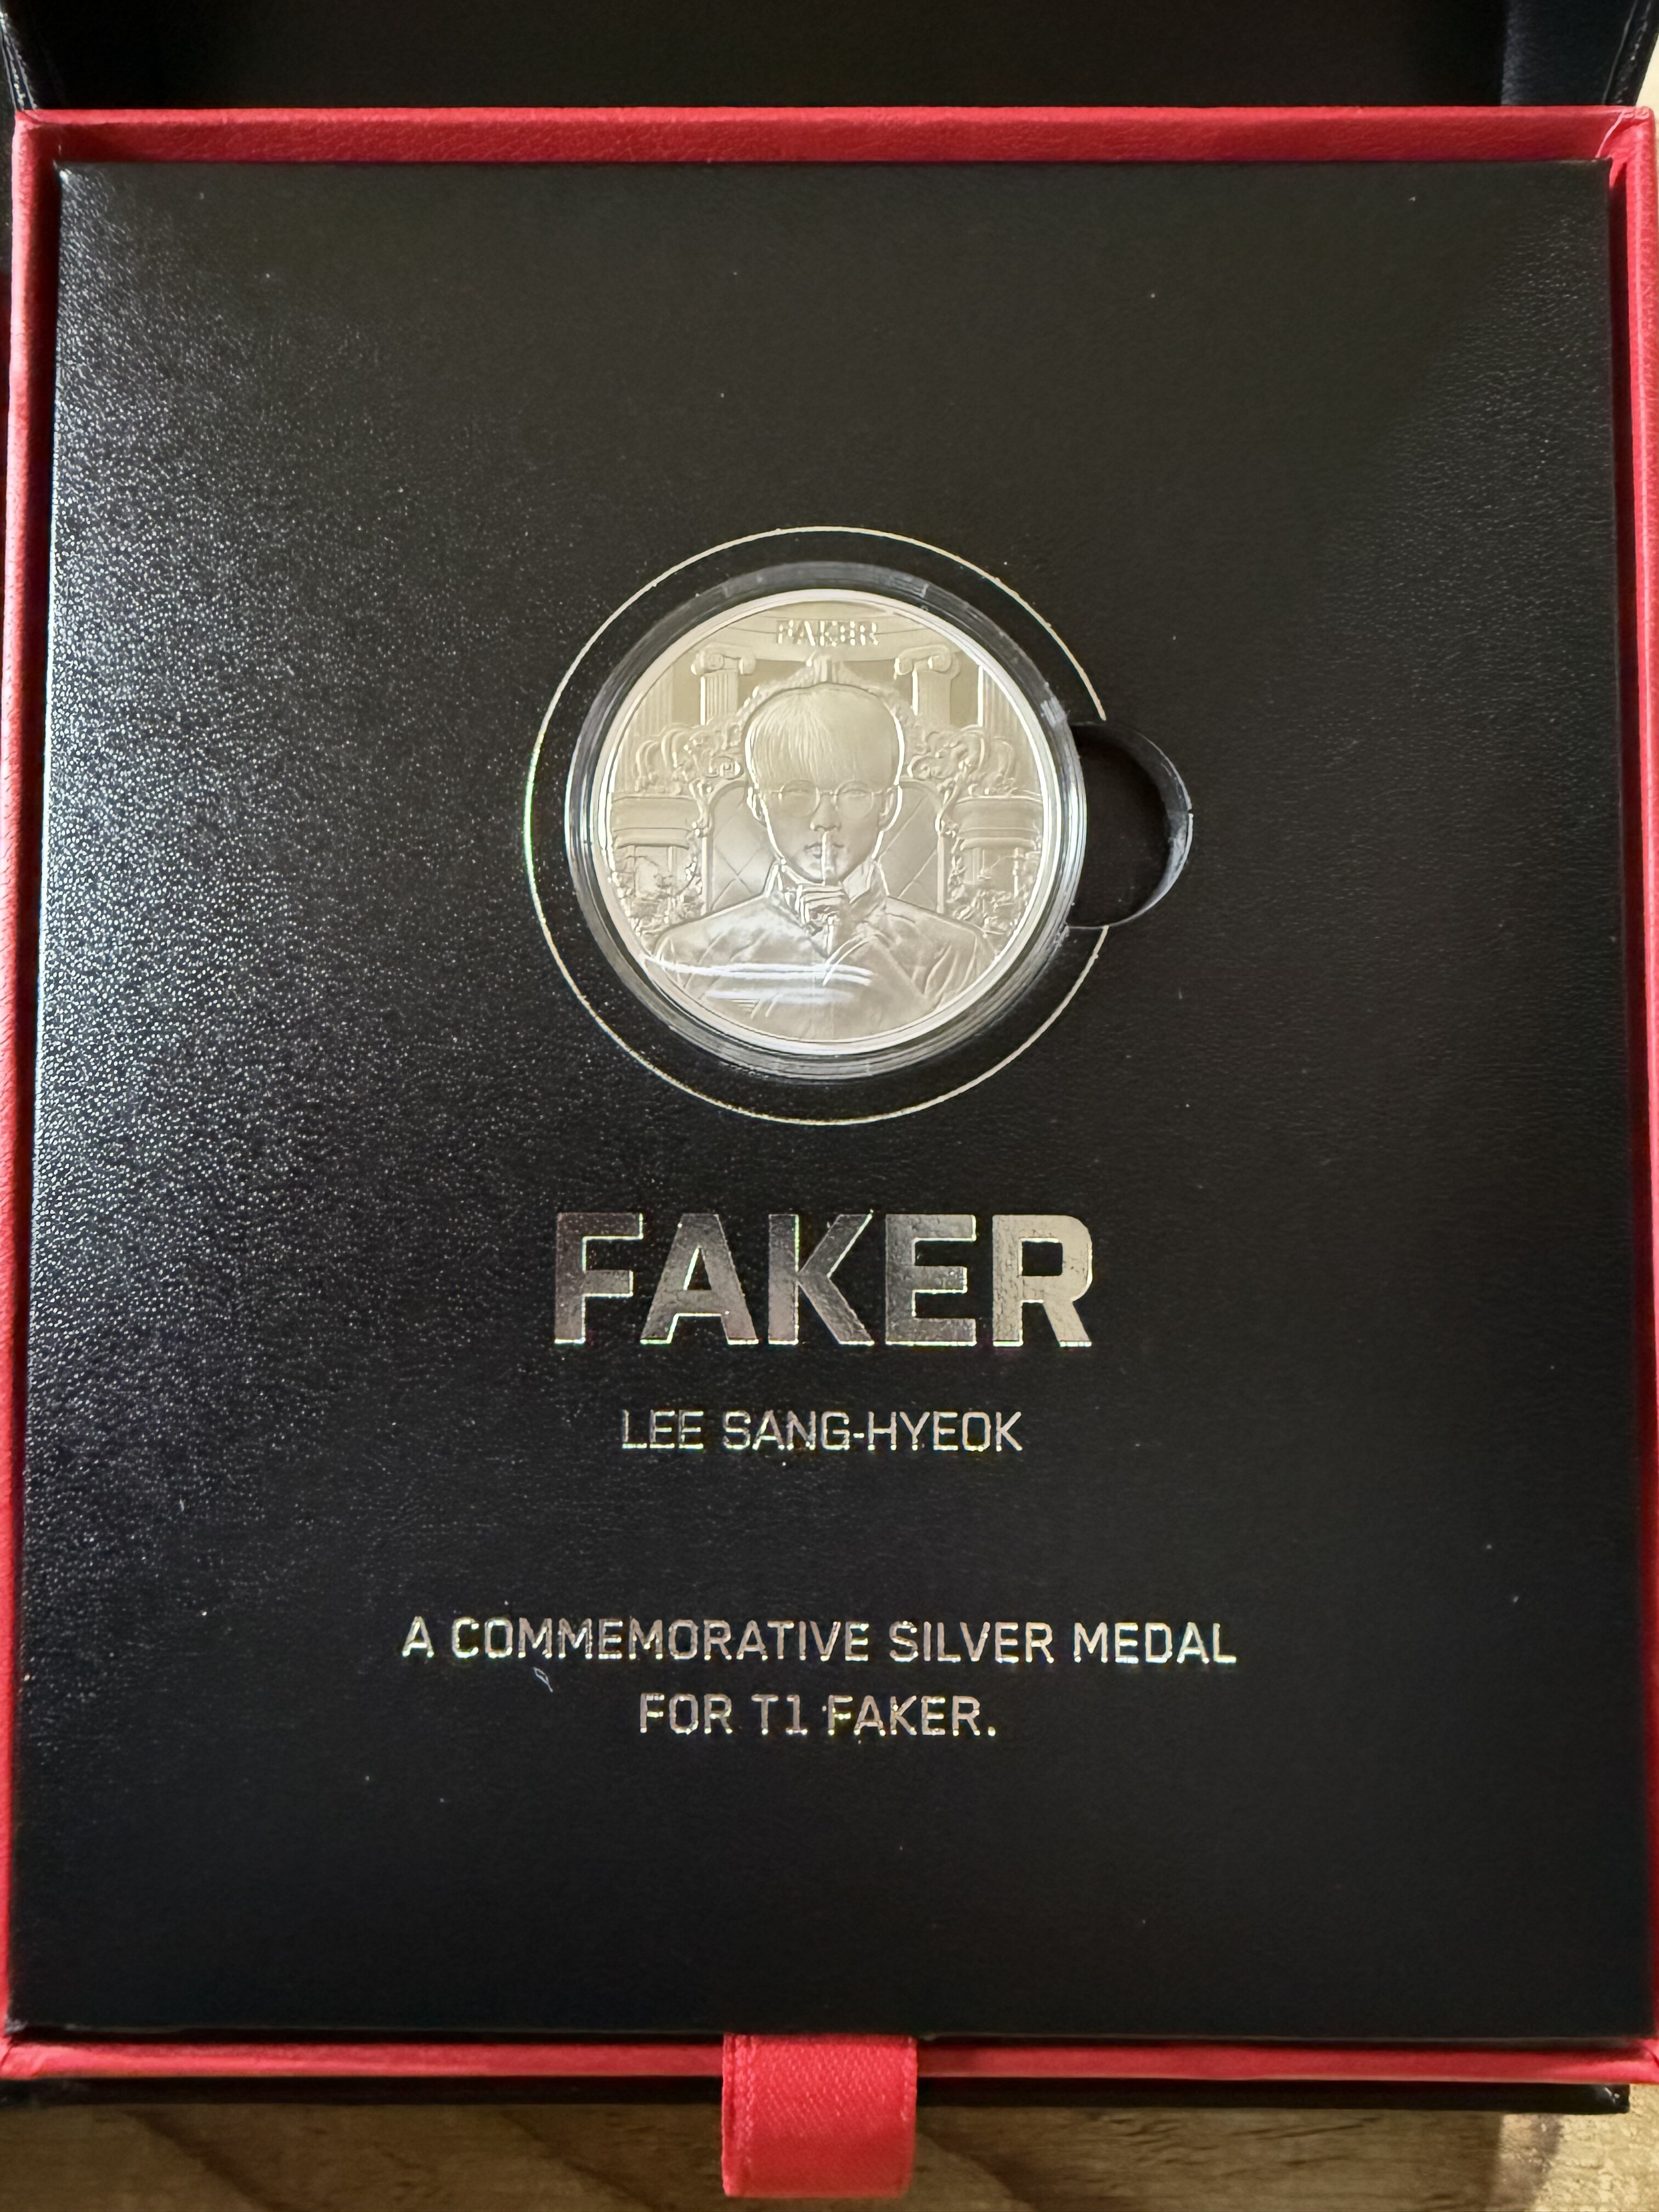 FAKER
FAKER
LEE SANG-HYEOK
A COMMEMORATIVE SILVER MEDAL
FOR T1 FAKER.